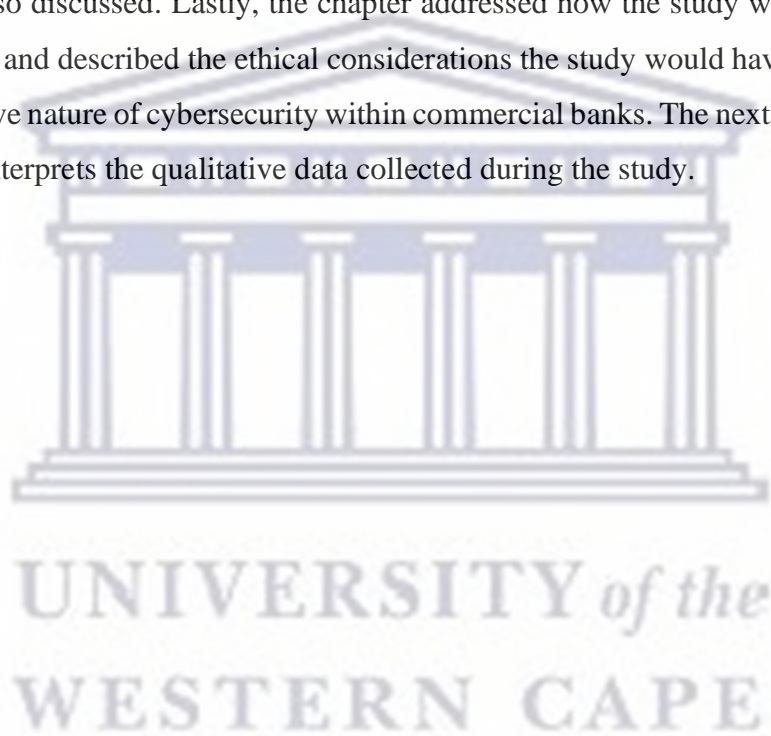 so discussed. Lastly, the chapter addressed how the study w
and described the ethical considerations the study would hav
ve nature of cybersecurity within commercial banks. The next
terprets the qualitative data collected during the study.
UNIVERSITY of the
WESTERN CAPE